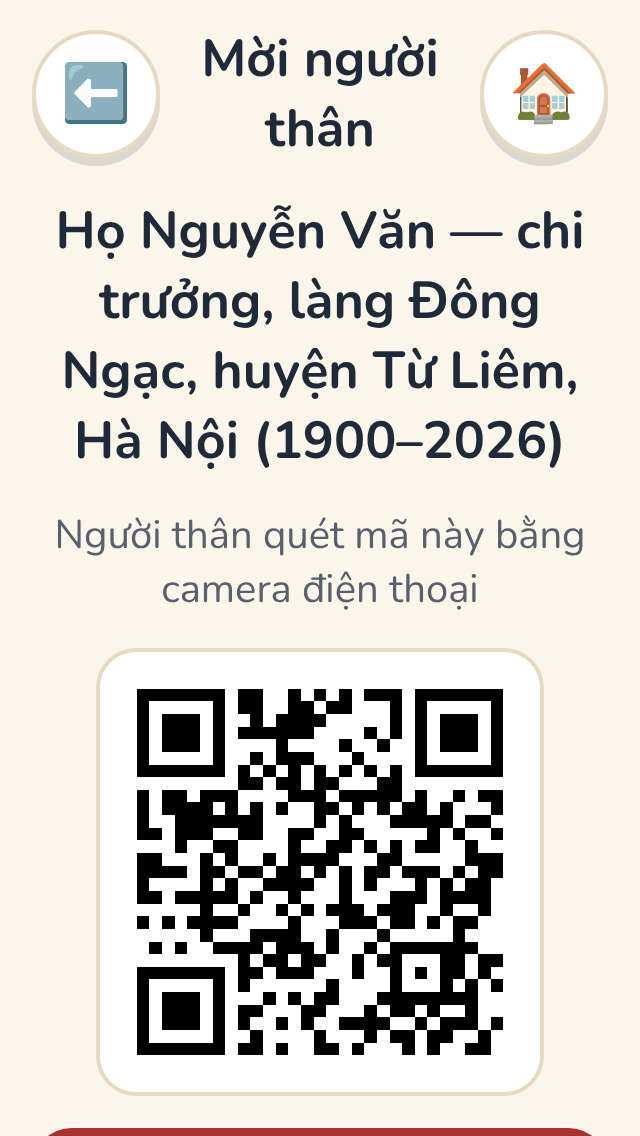 Mời người
thân
Họ Nguyễn Văn — chi
trưởng, làng Đông
Ngạc, huyện Từ Liêm,
Hà Nội (1900–2026)
Người thân quét mã này bằng
camera điện thoại